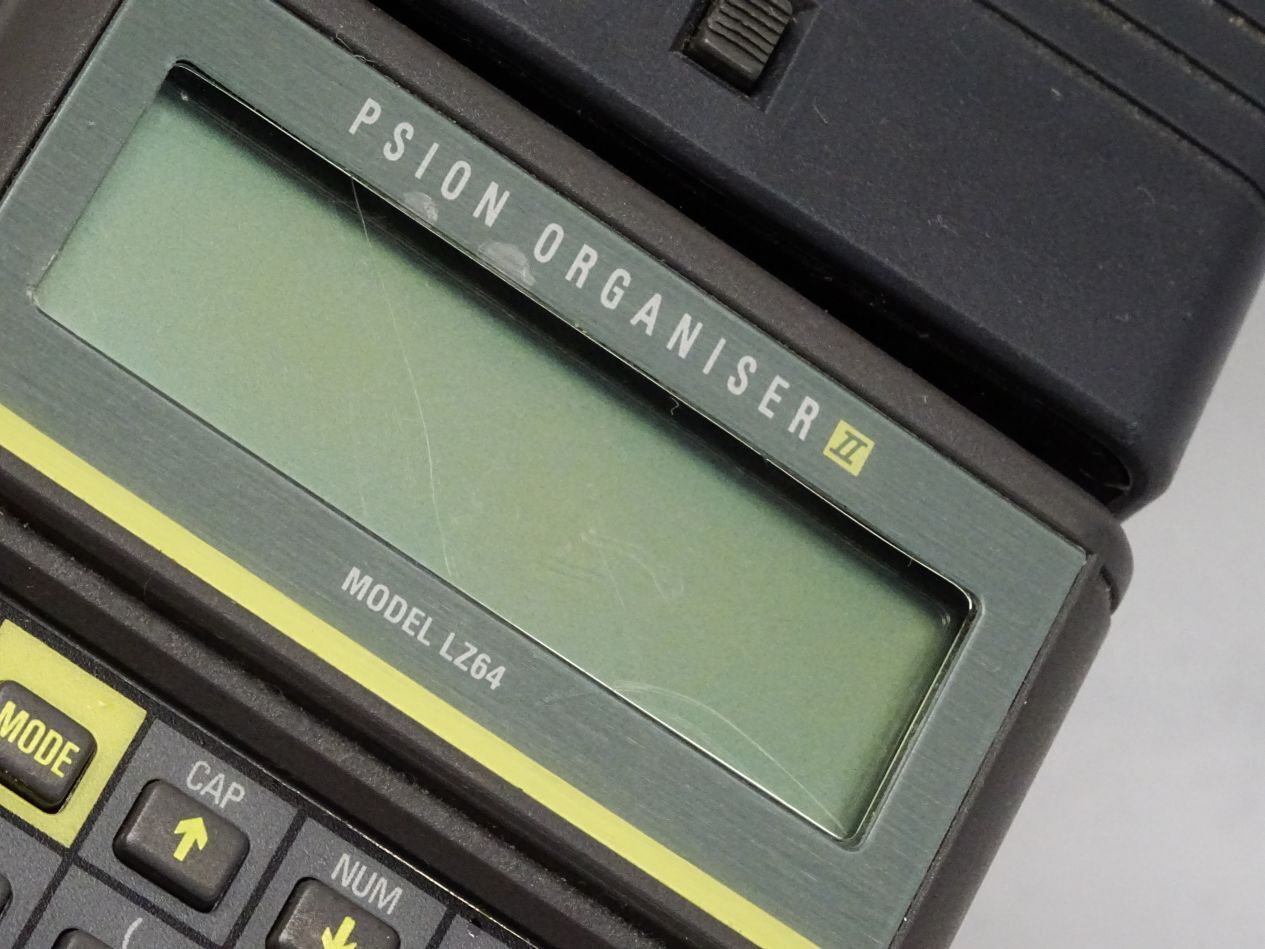 PSION ORGANISER II
MODEL LZ64
MODE
CAP
↑
NUM
↓
(